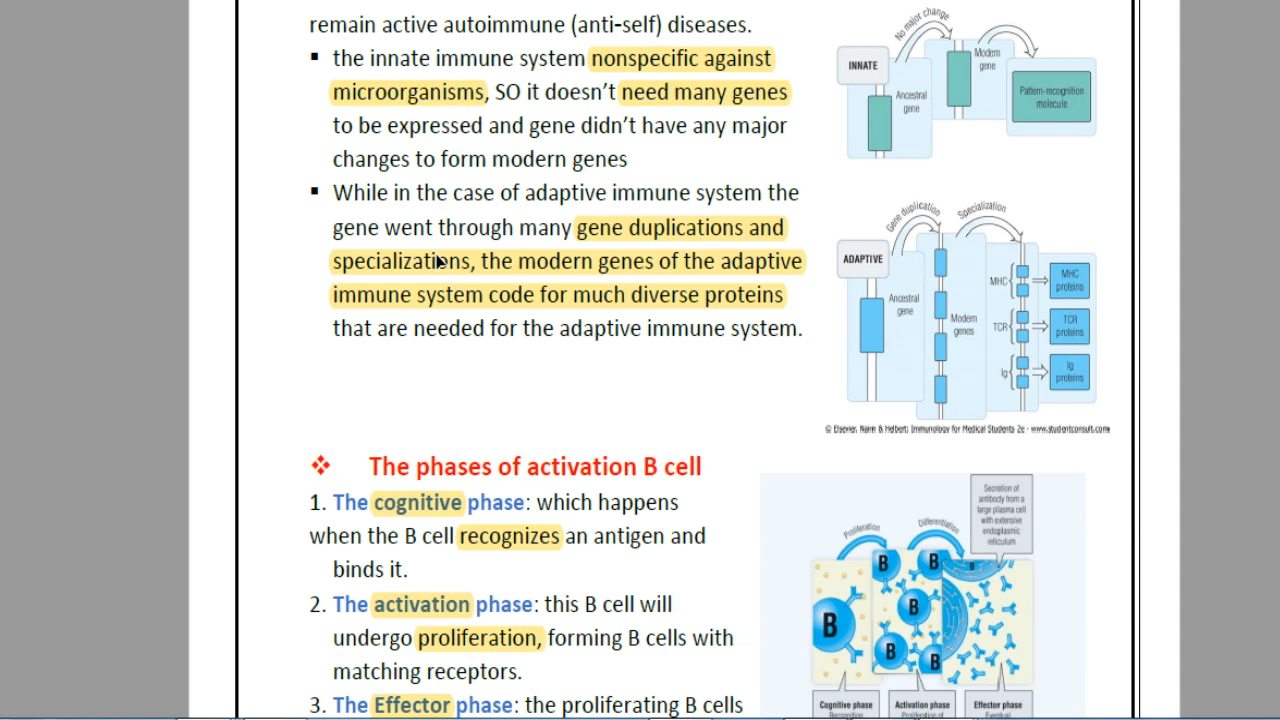 remain active autoimmune (anti-self) diseases.
▪ the innate immune system nonspecific against
microorganisms, SO it doesn’t need many genes
to be expressed and gene didn’t have any major
changes to form modern genes
▪ While in the case of adaptive immune system the
gene went through many gene duplications and
specializations, the modern genes of the adaptive
immune system code for much diverse proteins
that are needed for the adaptive immune system.
No major change
INNATE
Ancestral
gene
Modern
gene
Pattern-recognition
molecule
Gene duplication
Specialization
ADAPTIVE
Ancestral
gene
Modern
genes
MHC
TCR
Ig
MHC
proteins
TCR
proteins
Ig
proteins
© Elsevier. Nairn & Helbert: Immunology for Medical Students 2e - www.studentconsult.com
❖ The phases of activation B cell
1. The cognitive phase: which happens
when the B cell recognizes an antigen and
binds it.
2. The activation phase: this B cell will
undergo proliferation, forming B cells with
matching receptors.
3. The Effector phase: the proliferating B cells
Secretion of
antibody from a
large plasma cell
with extensive
endoplasmic
reticulum
Proliferation
Differentiation
B
B
B
B
B
B
B
Cognitive phase
Recognition
Activation phase
Proliferation of
Effector phase
Eventual